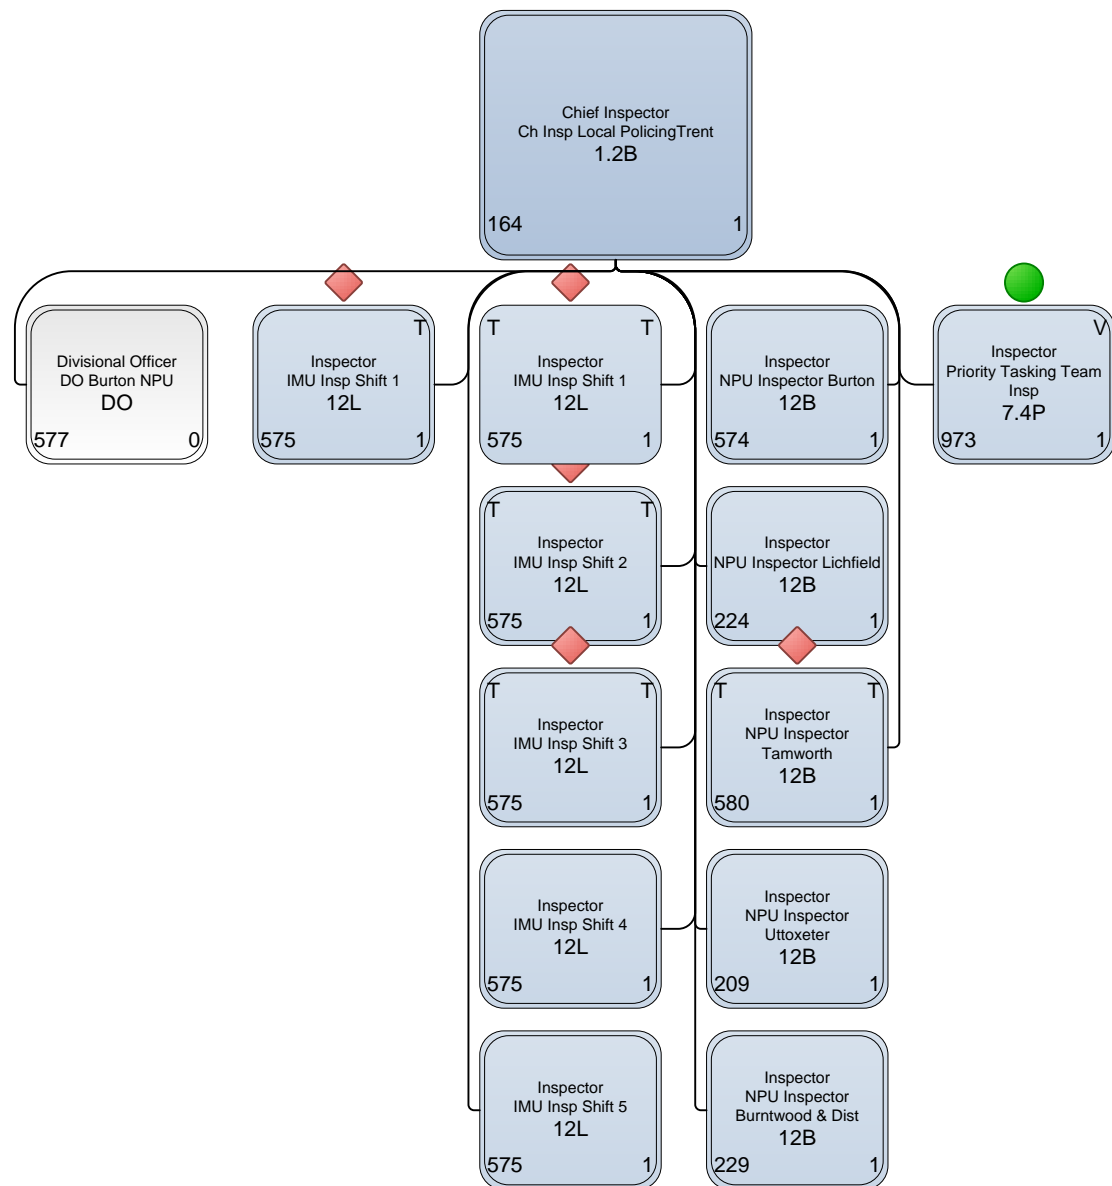 Chief Inspector
Ch Insp Local PolicingTrent
1.2B
164 1
Divisional Officer
DO Burton NPU
DO
577 0
T
Inspector
IMU Insp Shift 1
12L
575 1
T T
Inspector
IMU Insp Shift 1
12L
575 1
Inspector
NPU Inspector Burton
12B
574 1
V
Inspector
Priority Tasking Team
Insp
7.4P
973 1
T T
Inspector
IMU Insp Shift 2
12L
575 1
Inspector
NPU Inspector Lichfield
12B
224 1
T T
Inspector
IMU Insp Shift 3
12L
575 1
T T
Inspector
NPU Inspector
Tamworth
12B
580 1
Inspector
IMU Insp Shift 4
12L
575 1
Inspector
NPU Inspector
Uttoxeter
12B
209 1
Inspector
IMU Insp Shift 5
12L
575 1
Inspector
NPU Inspector
Burntwood & Dist
12B
229 1